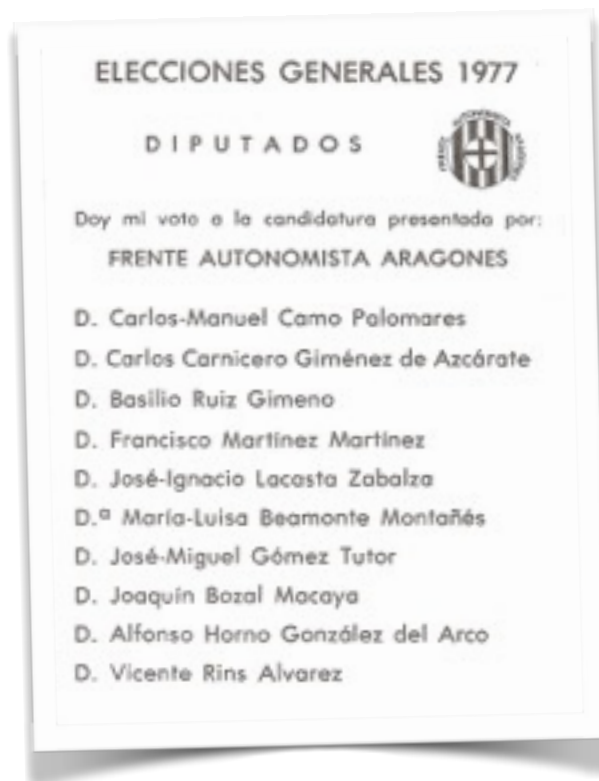 ELECCIONES GENERALES 1977
DIPUTADOS
Doy mi voto a la candidatura presentada por:
FRENTE AUTONOMISTA ARAGONES
D. Carlos-Manuel Camo Palomares
D. Carlos Carnicero Giménez de Azcárate
D. Basilio Ruiz Gimeno
D. Francisco Martínez Martínez
D. José-Ignacio Lacasta Zabalza
D.ª María-Luisa Beamonte Montañés
D. José-Miguel Gómez Tutor
D. Joaquín Bozal Macaya
D. Alfonso Horno González del Arco
D. Vicente Rins Alvarez